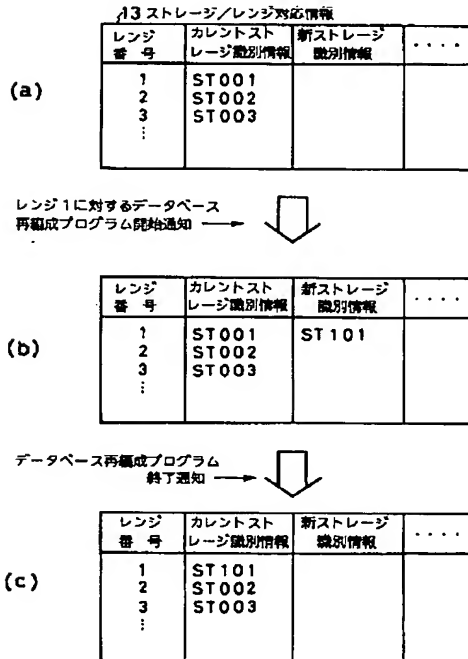 13 ストレージ/レンジ対応情報
(a)
レンジ番号 カレントストレージ識別情報 新ストレージ識別情報 ・・・・
1 ST001
2 ST002
3 ST003
⋮
レンジ1に対するデータベース
再編成プログラム開始通知
(b)
レンジ番号 カレントストレージ識別情報 新ストレージ識別情報 ・・・・
1 ST001 ST101
2 ST002
3 ST003
⋮
データベース再編成プログラム
終了通知
(c)
レンジ番号 カレントストレージ識別情報 新ストレージ識別情報 ・・・・
1 ST101
2 ST002
3 ST003
⋮